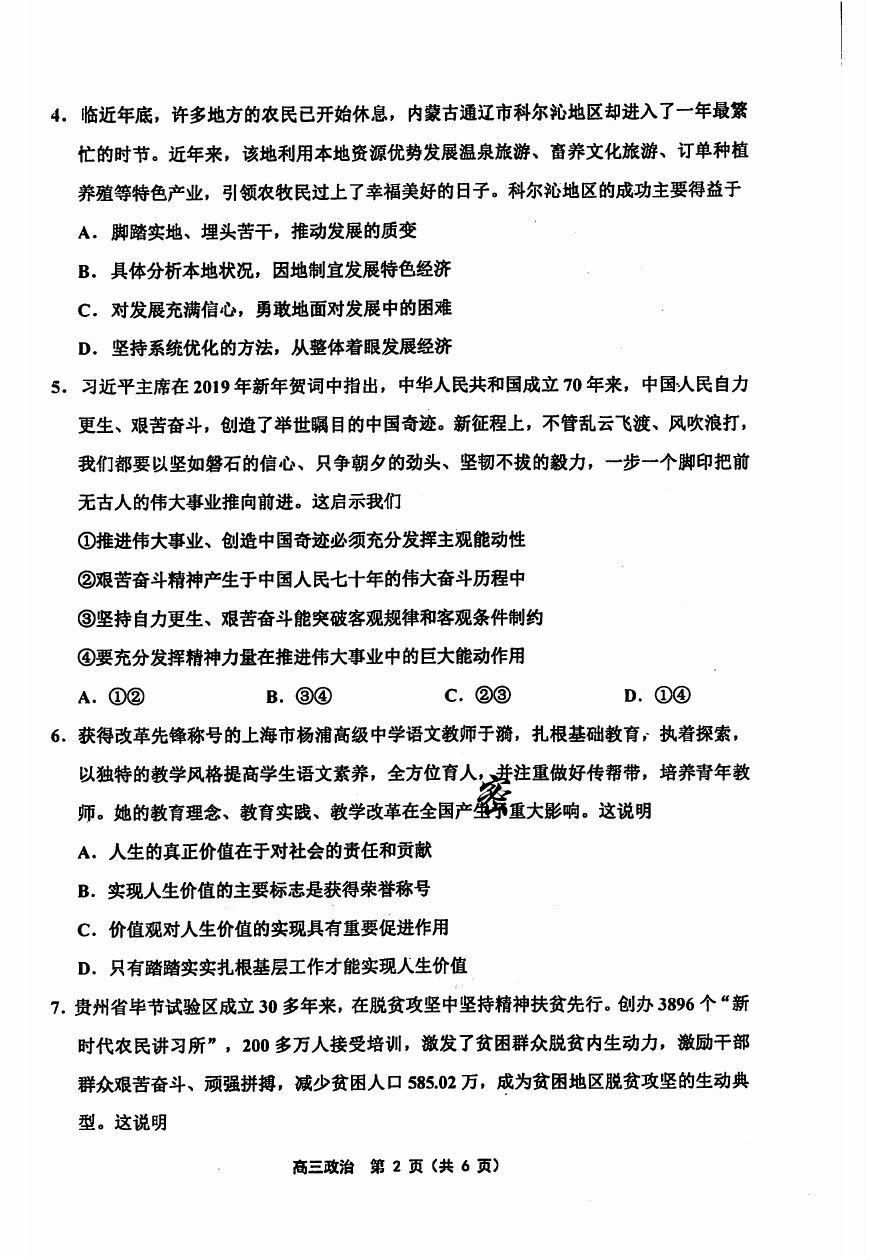 4. 临近年底，许多地方的农民已开始休息，内蒙古通辽市科尔沁地区却进入了一年最繁
忙的时节。近年来，该地利用本地资源优势发展温泉旅游、畜养文化旅游、订单种植
养殖等特色产业，引领农牧民过上了幸福美好的日子。科尔沁地区的成功主要得益于
A. 脚踏实地、埋头苦干，推动发展的质变
B. 具体分析本地状况，因地制宜发展特色经济
C. 对发展充满信心，勇敢地面对发展中的困难
D. 坚持系统优化的方法，从整体着眼发展经济
5. 习近平主席在 2019 年新年贺词中指出，中华人民共和国成立 70 年来，中国人民自力
更生、艰苦奋斗，创造了举世瞩目的中国奇迹。新征程上，不管乱云飞渡、风吹浪打，
我们都要以坚如磐石的信心、只争朝夕的劲头、坚韧不拔的毅力，一步一个脚印把前
无古人的伟大事业推向前进。这启示我们
①推进伟大事业、创造中国奇迹必须充分发挥主观能动性
②艰苦奋斗精神产生于中国人民七十年的伟大奋斗历程中
③坚持自力更生、艰苦奋斗能突破客观规律和客观条件制约
④要充分发挥精神力量在推进伟大事业中的巨大能动作用
A. ①② B. ③④ C. ②③ D. ①④
6. 获得改革先锋称号的上海市杨浦高级中学语文教师于漪，扎根基础教育，执着探索，
以独特的教学风格提高学生语文素养，全方位育人，并注重做好传帮带，培养青年教
师。她的教育理念、教育实践、教学改革在全国产生了重大影响。这说明
密
A. 人生的真正价值在于对社会的责任和贡献
B. 实现人生价值的主要标志是获得荣誉称号
C. 价值观对人生价值的实现具有重要促进作用
D. 只有踏踏实实扎根基层工作才能实现人生价值
7. 贵州省毕节试验区成立 30 多年来，在脱贫攻坚中坚持精神扶贫先行。创办 3896 个“新
时代农民讲习所”，200 多万人接受培训，激发了贫困群众脱贫内生动力，激励干部
群众艰苦奋斗、顽强拼搏，减少贫困人口 585.02 万，成为贫困地区脱贫攻坚的生动典
型。这说明
高三政治 第 2 页（共 6 页）